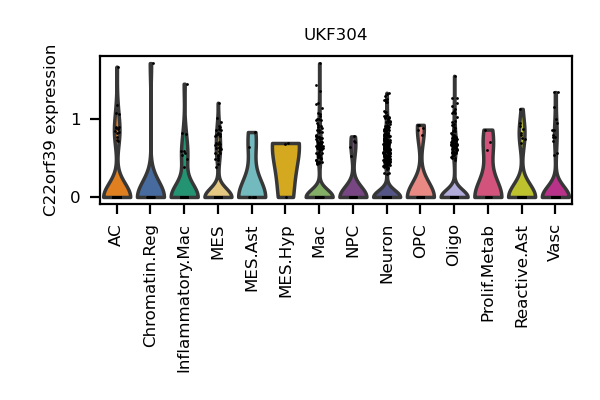 UKF304
C22orf39 expression
1
0
AC
Chromatin.Reg
Inflammatory.Mac
MES
MES.Ast
MES.Hyp
Mac
NPC
Neuron
OPC
Oligo
Prolif.Metab
Reactive.Ast
Vasc